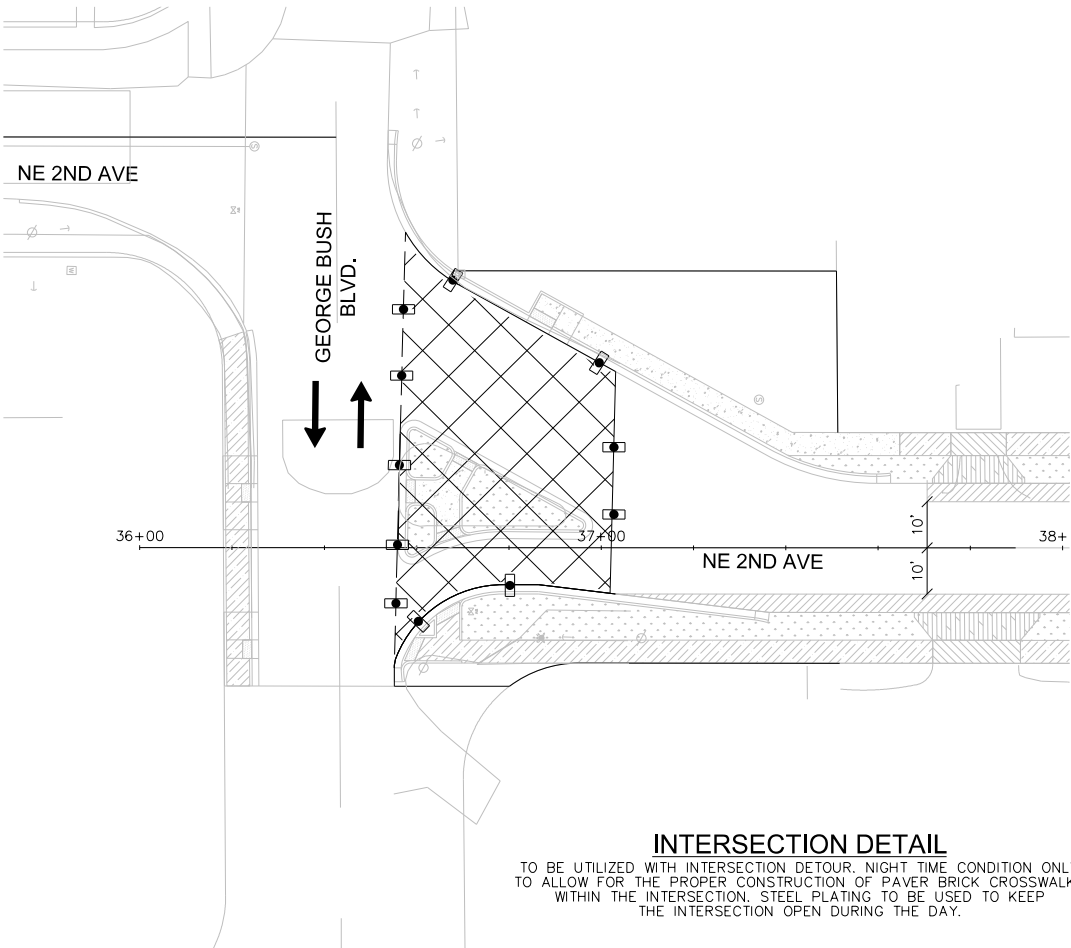 NE 2ND AVE
GEORGE BUSH
BLVD.
36+00
37+00
38+
10'
10'
NE 2ND AVE
INTERSECTION DETAIL
TO BE UTILIZED WITH INTERSECTION DETOUR. NIGHT TIME CONDITION ONL
TO ALLOW FOR THE PROPER CONSTRUCTION OF PAVER BRICK CROSSWALK
WITHIN THE INTERSECTION. STEEL PLATING TO BE USED TO KEEP
THE INTERSECTION OPEN DURING THE DAY.